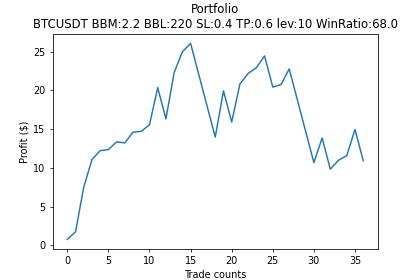 Portfolio
BTCUSDT BBM:2.2 BBL:220 SL:0.4 TP:0.6 lev:10 WinRatio:68.0
Profit ($)
25
20
15
10
5
0
0 5 10 15 20 25 30 35
Trade counts